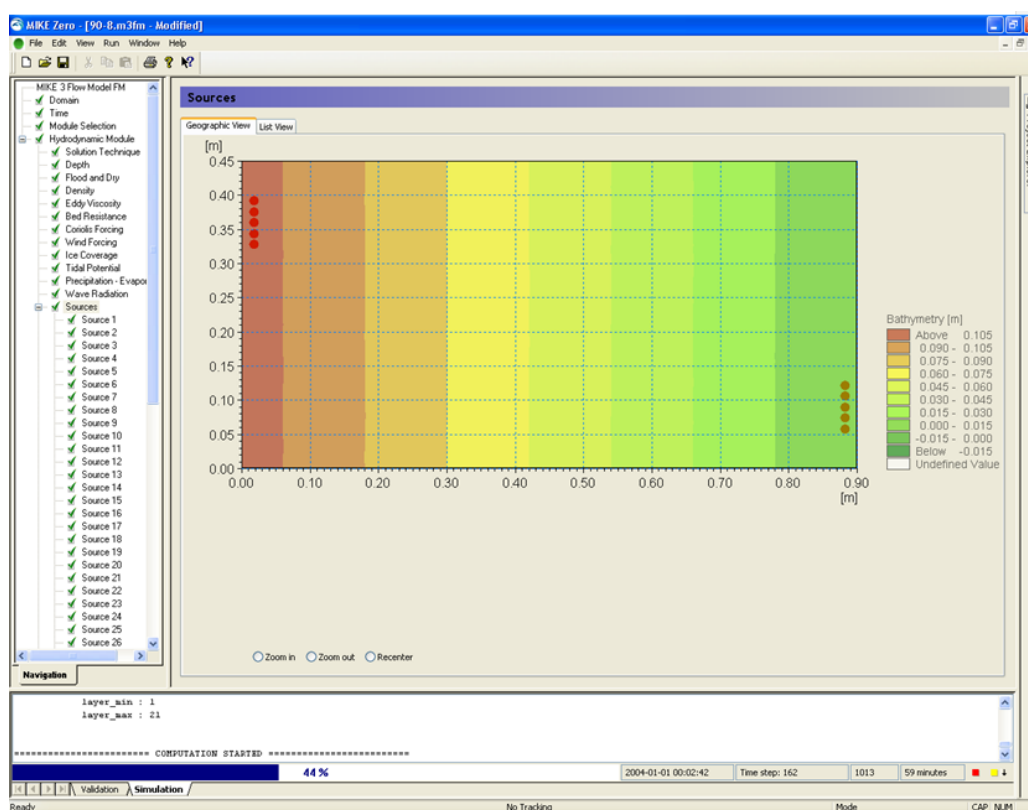 MIKE Zero - [90-8.m3fm - Modified]
File Edit View Run Window Help
MIKE 3 Flow Model FM
Domain
Time
Module Selection
Hydrodynamic Module
Solution Technique
Depth
Flood and Dry
Density
Eddy Viscosity
Bed Resistance
Coriolis Forcing
Wind Forcing
Ice Coverage
Tidal Potential
Precipitation - Evapo
Wave Radiation
Sources
Source 1
Source 2
Source 3
Source 4
Source 5
Source 6
Source 7
Source 8
Source 9
Source 10
Source 11
Source 12
Source 13
Source 14
Source 15
Source 16
Source 17
Source 18
Source 19
Source 20
Source 21
Source 22
Source 23
Source 24
Source 25
Source 26
Navigation
Sources
Geographic View List View
[m]
0.45
0.40
0.35
0.30
0.25
0.20
0.15
0.10
0.05
0.00
0.00 0.10 0.20 0.30 0.40 0.50 0.60 0.70 0.80 0.90
[m]
Bathymetry [m]
Above 0.105
0.090 - 0.105
0.075 - 0.090
0.060 - 0.075
0.045 - 0.060
0.030 - 0.045
0.015 - 0.030
0.000 - 0.015
-0.015 - 0.000
Below -0.015
Undefined Value
Zoom in Zoom out Recenter
layer_min : 1
layer_max : 21
======================== COMPUTATION STARTED ========================
44 % 2004-01-01 00:02:42 Time step: 162 1013 59 minutes
Validation Simulation
Ready No Tracking Mode CAP NUM